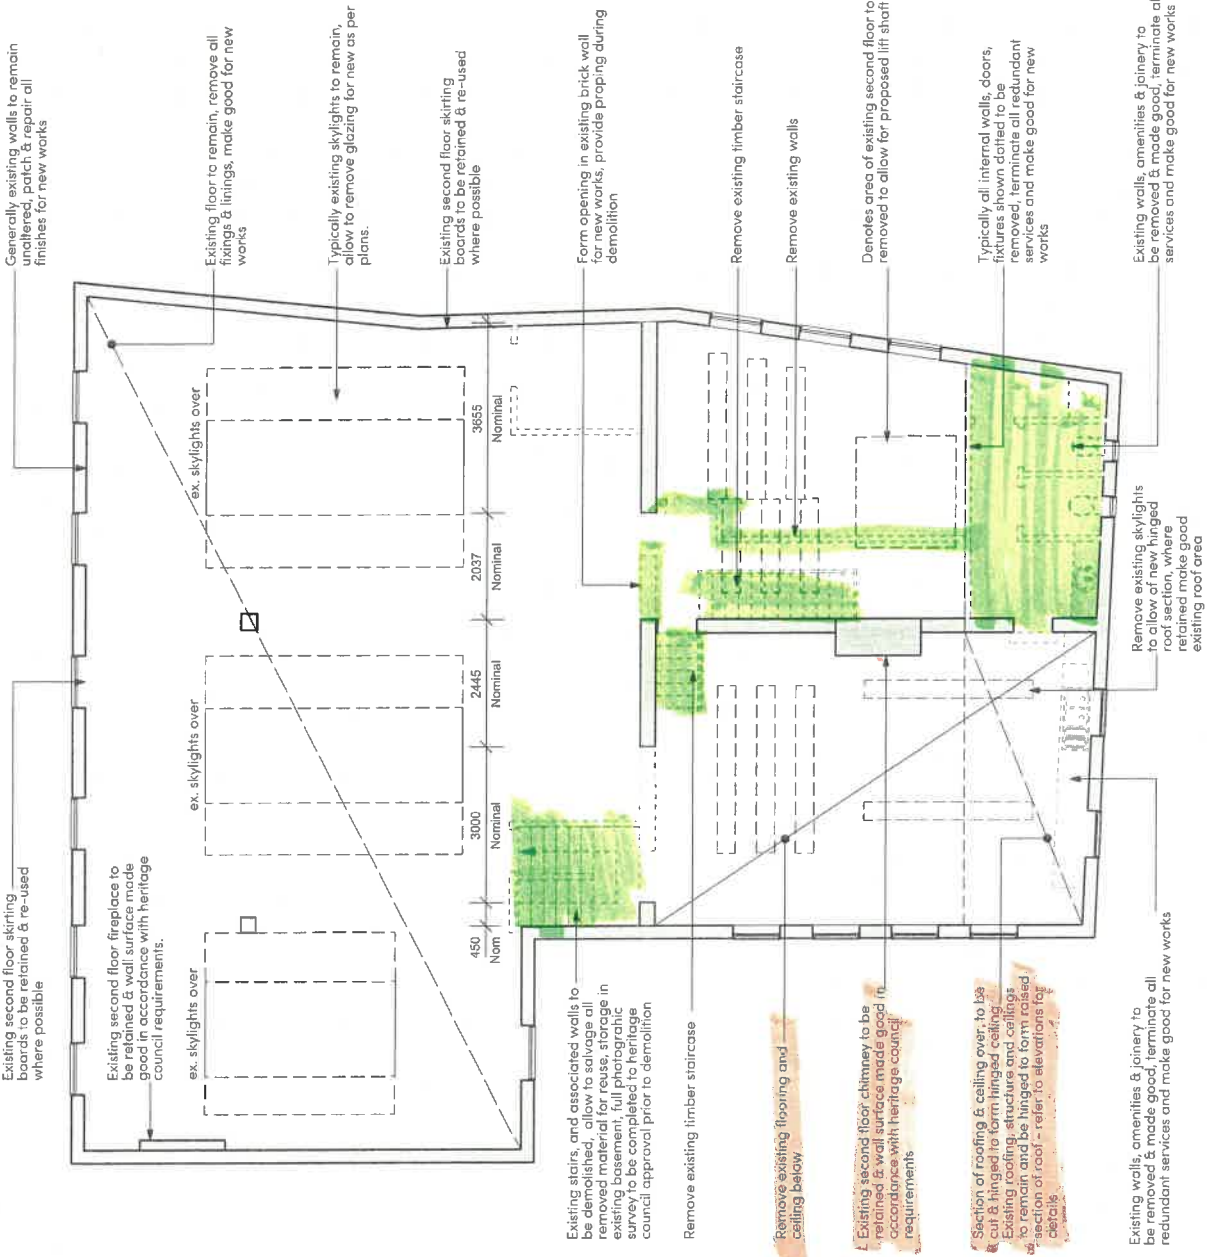 Generally existing walls to remain
unaltered, patch & repair all
finishes for new works
Existing floor to remain, remove all
fixings & linings, make good for new
works
Typically existing skylights to remain,
allow to remove glazing for new as per
plans.
Existing second floor skirting
boards to be retained & re-used
where possible
Form opening in existing brick wall
for new works, provide proping during
demolition
Remove existing timber staircase
Remove existing walls
Denotes area of existing second floor to
removed to allow for proposed lift shaft
Typically all internal walls, doors,
fixtures shown dotted to be
removed, terminate all redundant
services and make good for new
works
Existing walls, amenities & joinery to
be removed & made good, terminate all
services and make good for new works
ex. skylights over
ex. skylights over
ex. skylights over
3655
Nominal
2037
Nominal
2445
Nominal
3000
Nominal
450
Nom
Remove existing skylights
to allow of new hinged
roof section, where
retained make good
existing roof area
Existing second floor skirting
boards to be retained & re-used
where possible
Existing second floor fireplace to
be retained & wall surface made
good in accordance with heritage
council requirements.
Existing stairs, and associated walls to
be demolished, allow to salvage all
removed material for reuse, storage in
existing basement, full photograhic
survey to be completed to heritage
council approval prior to demolition
Remove existing timber staircase
Remove existing flooring and
ceiling below
Existing second floor chimney to be
retained & wall surface made good in
accordance with heritage council
requirements
Section of roofing & ceiling over, to be
cut & hinged to form hinged ceiling
Existing roofing, structure and ceilings
to remain and be hinged to form raised
section of roof - refer to elevations for
details
Existing walls, amenities & joinery to
be removed & made good, terminate all
redundant services and make good for new works